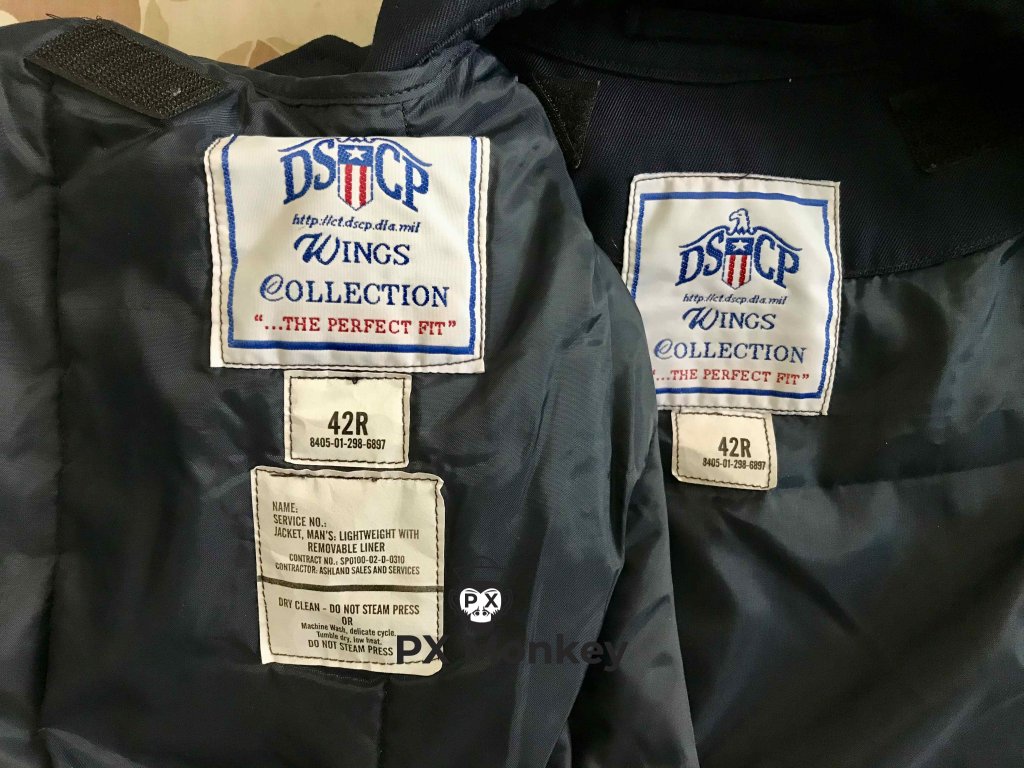 DSCP
http://ct.dscp.dla.mil
WINGS
COLLECTION
"...THE PERFECT FIT"
42R
8405-01-298-6897
NAME:
SERVICE NO.:
JACKET, MAN'S; LIGHTWEIGHT WITH
REMOVABLE LINER
CONTRACT NO.: SP0100-02-D-0310
CONTRACTOR: ASHLAND SALES AND SERVICES
DRY CLEAN - DO NOT STEAM PRESS
OR
Machine Wash, delicate cycle,
Tumble dry, low heat.
DO NOT STEAM PRESS
DSCP
http://ct.dscp.dla.mil
WINGS
COLLECTION
"...THE PERFECT FIT"
42R
8405-01-298-6897
PX
PX Monkey